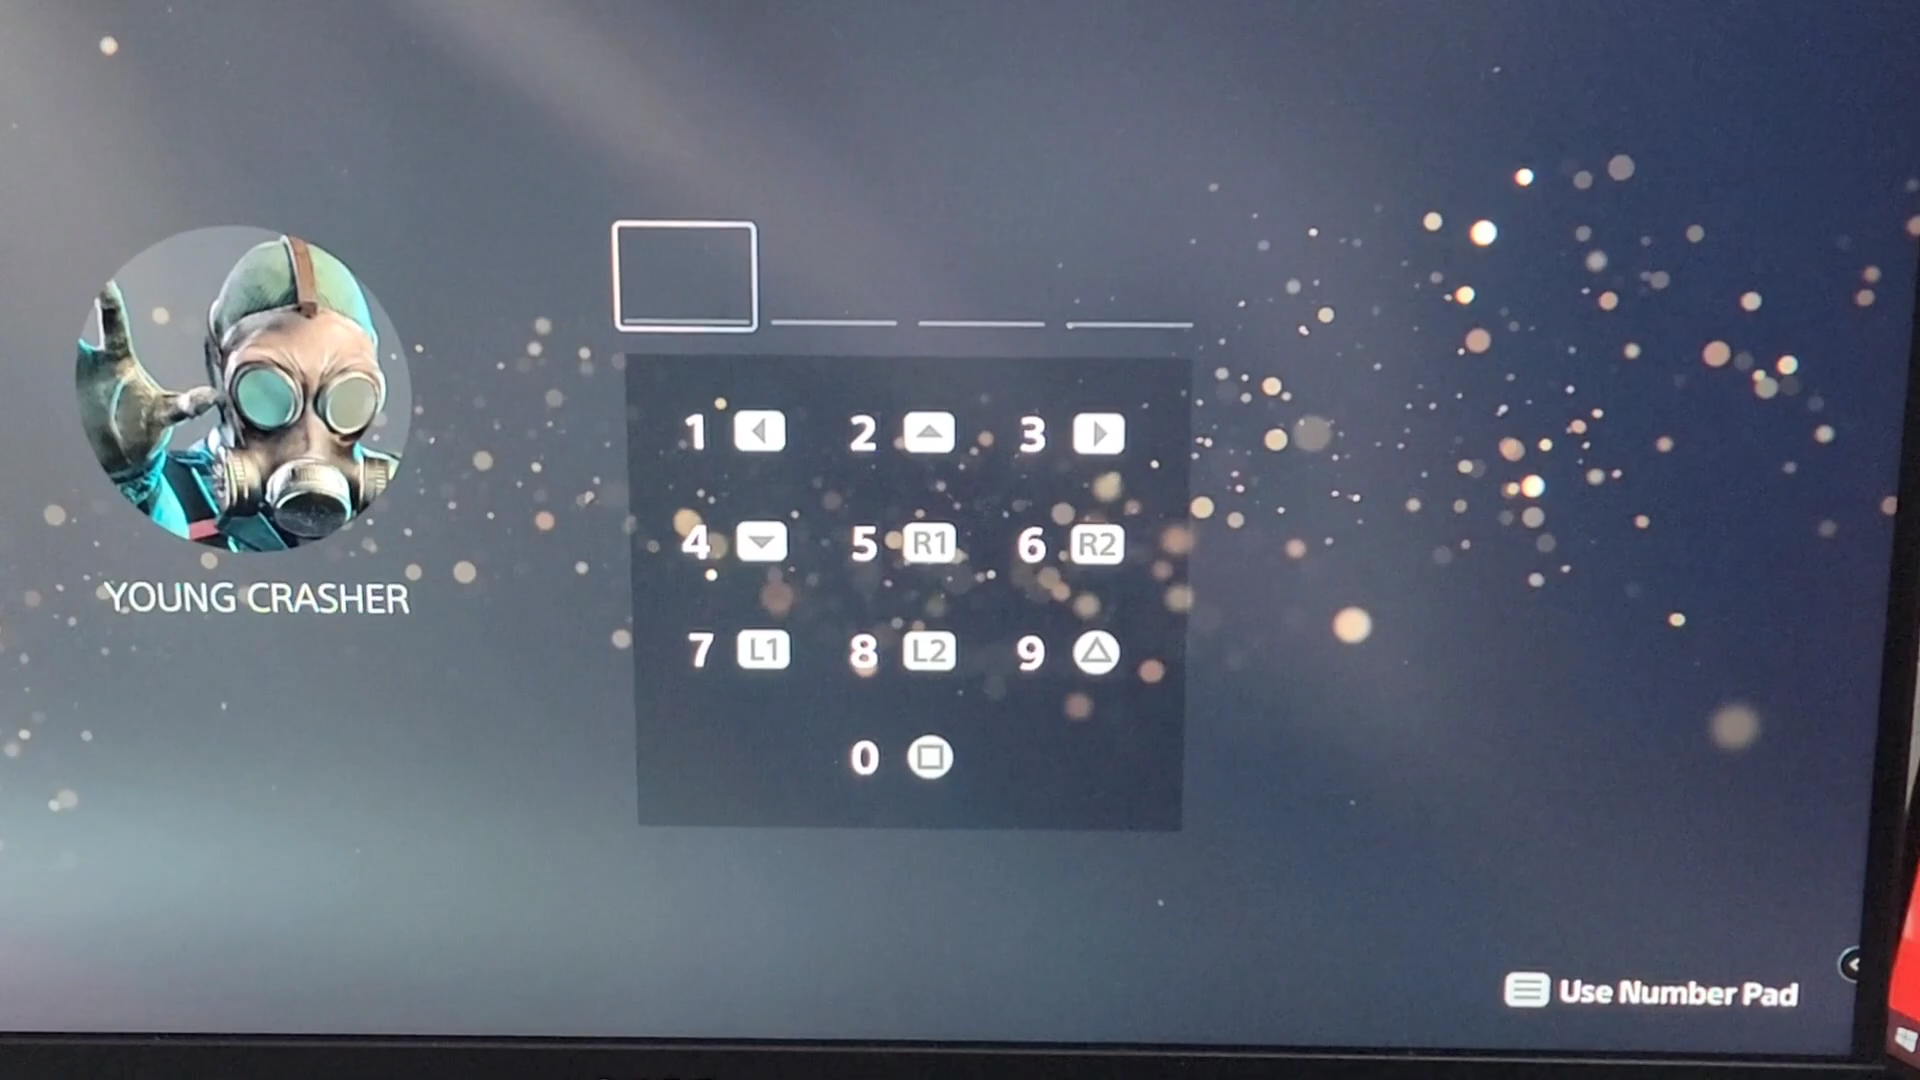 YOUNG CRASHER
1 2 3
4 5 R1 6 R2
7 L1 8 L2 9
0
Use Number Pad